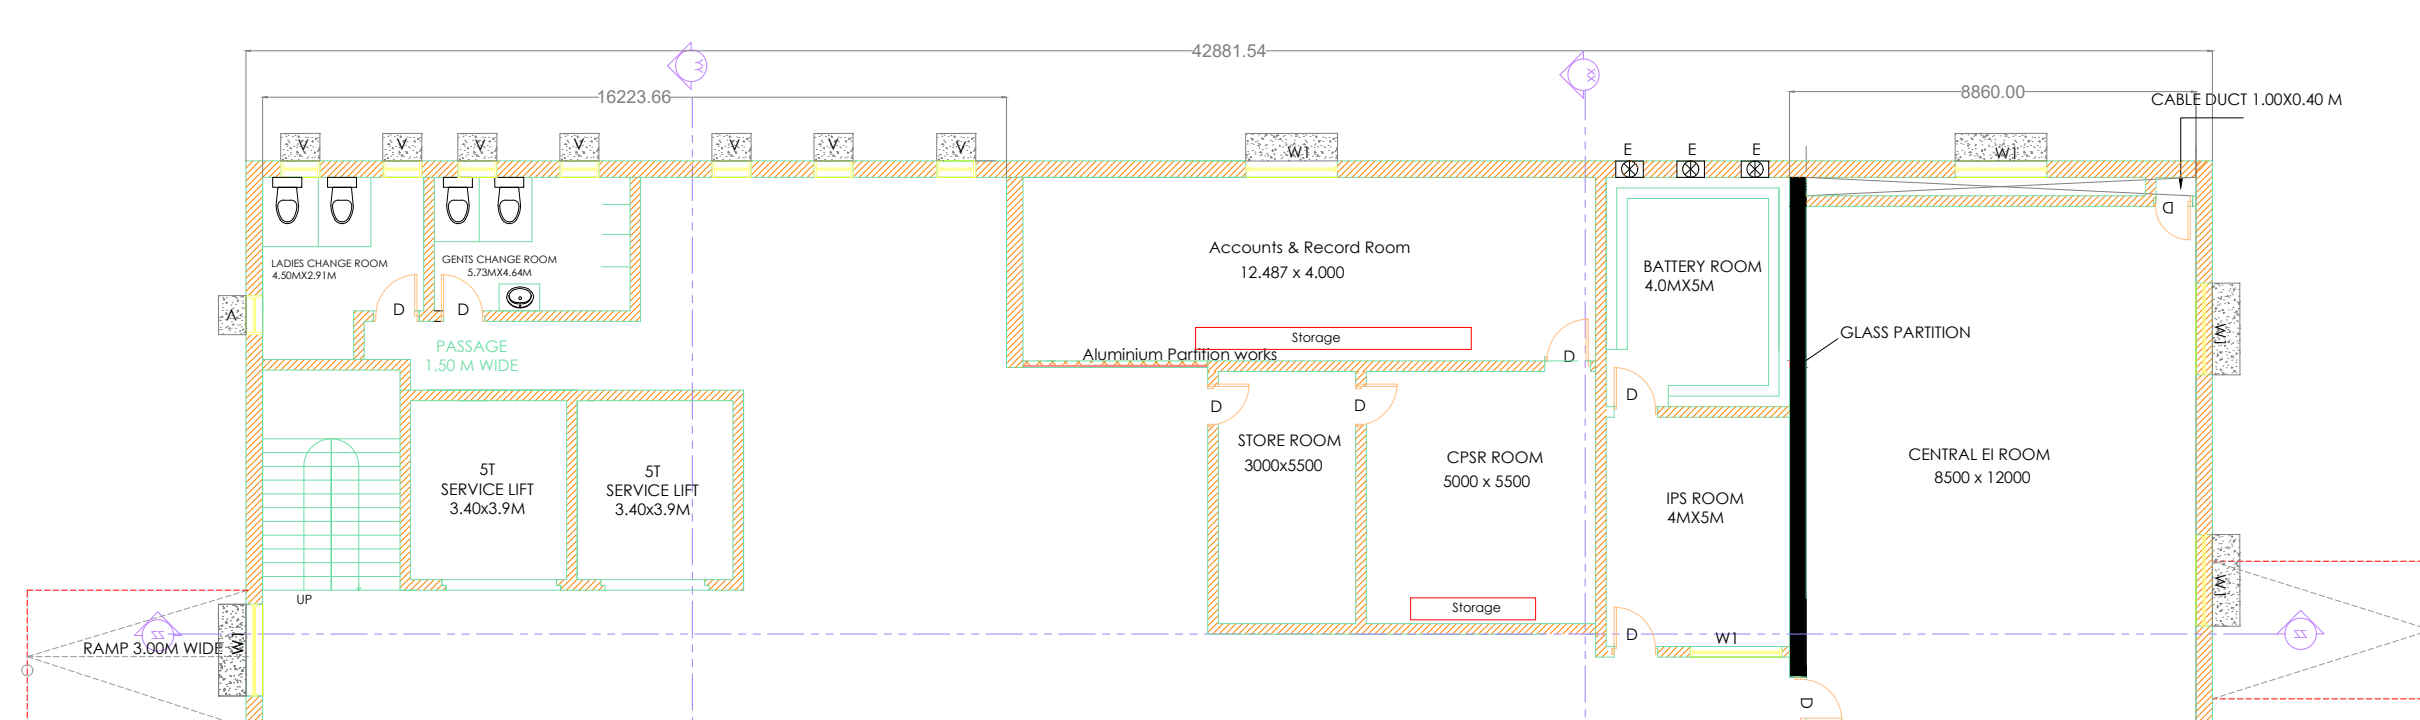 42881.54
YY
XX
16223.66
8860.00
CABLE DUCT 1.00X0.40 M
V
V
V
V
V
V
V
W1
E
E
E
W1
D
Accounts & Record Room
12.487 x 4.000
LADIES CHANGE ROOM
4.50MX2.91M
GENTS CHANGE ROOM
5.73MX4.64M
BATTERY ROOM
4.0MX5M
V
D
D
W1
GLASS PARTITION
Storage
PASSAGE
1.50 M WIDE
Aluminium Partition works
D
D
D
D
STORE ROOM
3000x5500
CPSR ROOM
5000 x 5500
CENTRAL EI ROOM
8500 x 12000
5T
SERVICE LIFT
3.40x3.9M
5T
SERVICE LIFT
3.40x3.9M
IPS ROOM
4MX5M
W1
UP
Storage
ZZ
RAMP 3.00M WIDE
W1
D
W1
ZZ
D